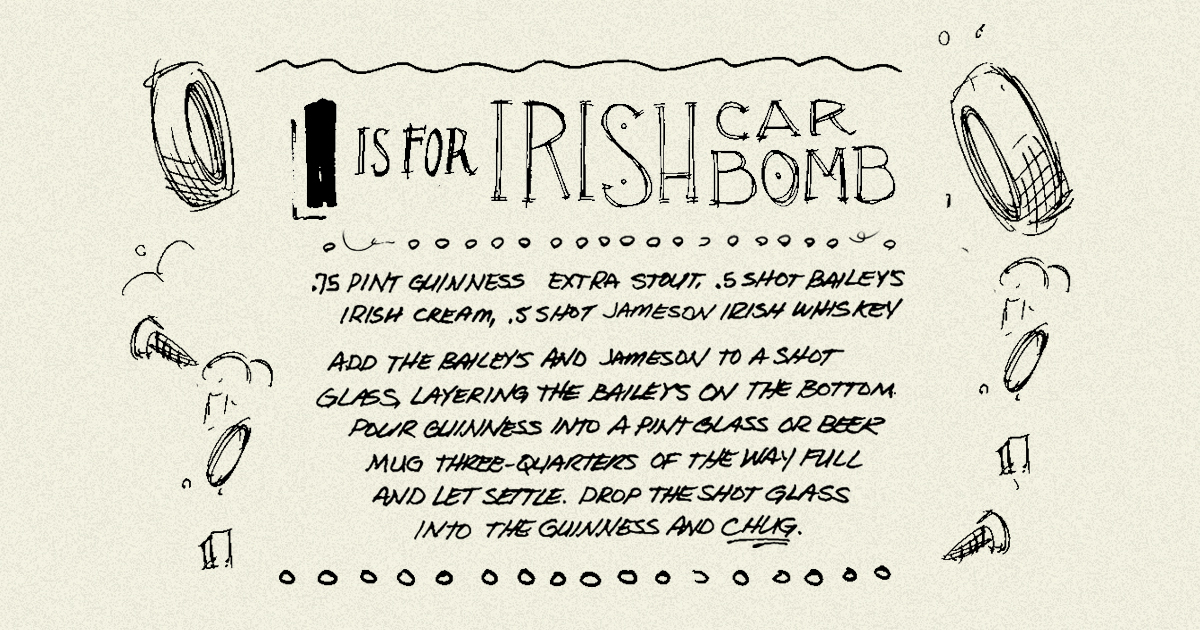 I IS FOR IRISH CAR BOMB
.75 PINT GUINNESS EXTRA STOUT, .5 SHOT BAILEY'S
IRISH CREAM, .5 SHOT JAMESON IRISH WHISKEY
ADD THE BAILEY'S AND JAMESON TO A SHOT
GLASS, LAYERING THE BAILEY'S ON THE BOTTOM.
POUR GUINNESS INTO A PINT GLASS OR BEER
MUG THREE-QUARTERS OF THE WAY FULL
AND LET SETTLE. DROP THE SHOT GLASS
INTO THE GUINNESS AND CHUG.